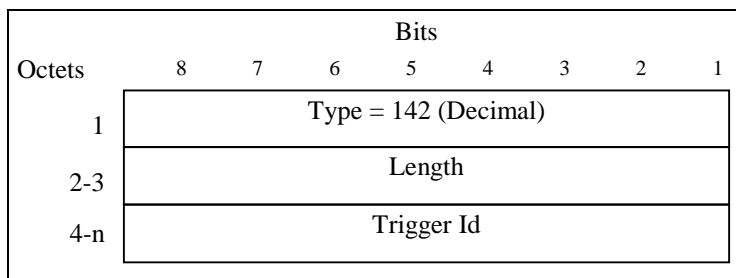 Bits
Octets 8 7 6 5 4 3 2 1
1 Type = 142 (Decimal)
2-3 Length
4-n Trigger Id